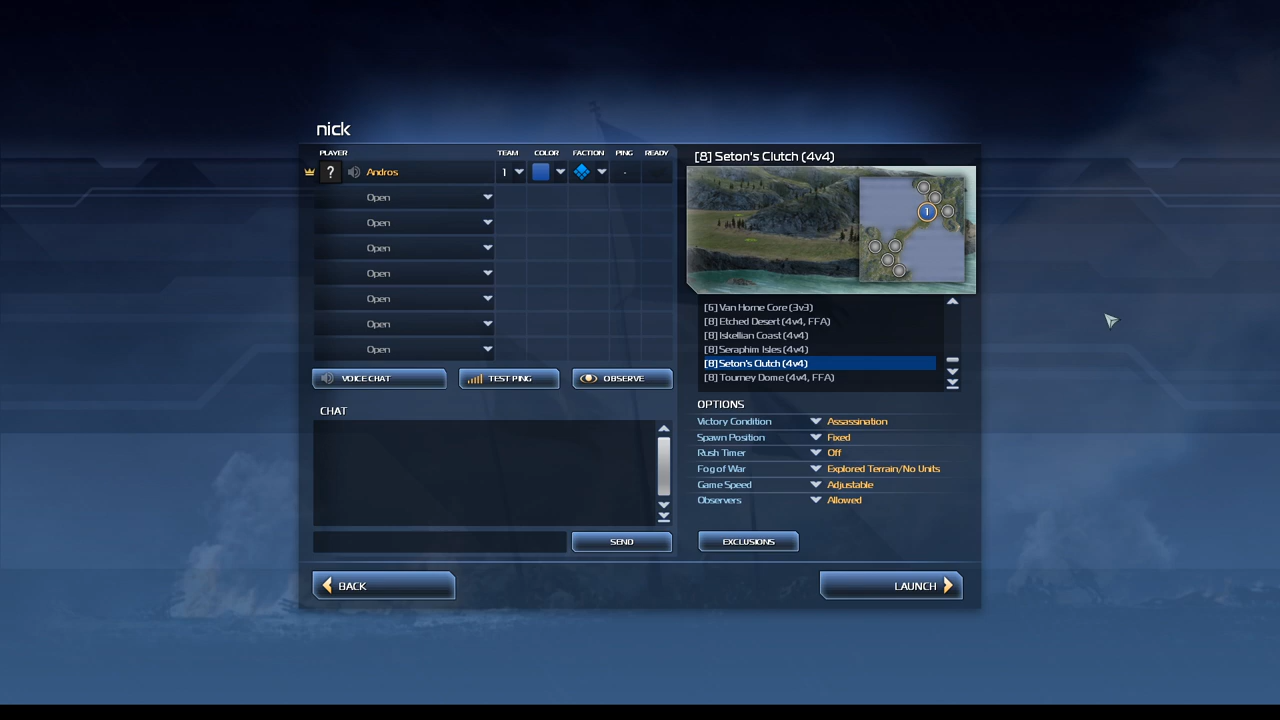 nick
PLAYER TEAM COLOR FACTION PING READY
? Andros 1 -
Open
Open
Open
Open
Open
Open
Open
VOICE CHAT TEST PING OBSERVE
CHAT
SEND
[8] Seton's Clutch (4v4)
1
[6] Van Horne Core (3v3)
[8] Etched Desert (4v4, FFA)
[8] Iskellian Coast (4v4)
[8] Seraphim Isles (4v4)
[8] Seton's Clutch (4v4)
[8] Tourney Dome (4v4, FFA)
OPTIONS
Victory Condition Assassination
Spawn Position Fixed
Rush Timer Off
Fog of War Explored Terrain/No Units
Game Speed Adjustable
Observers Allowed
EXCLUSIONS
BACK LAUNCH